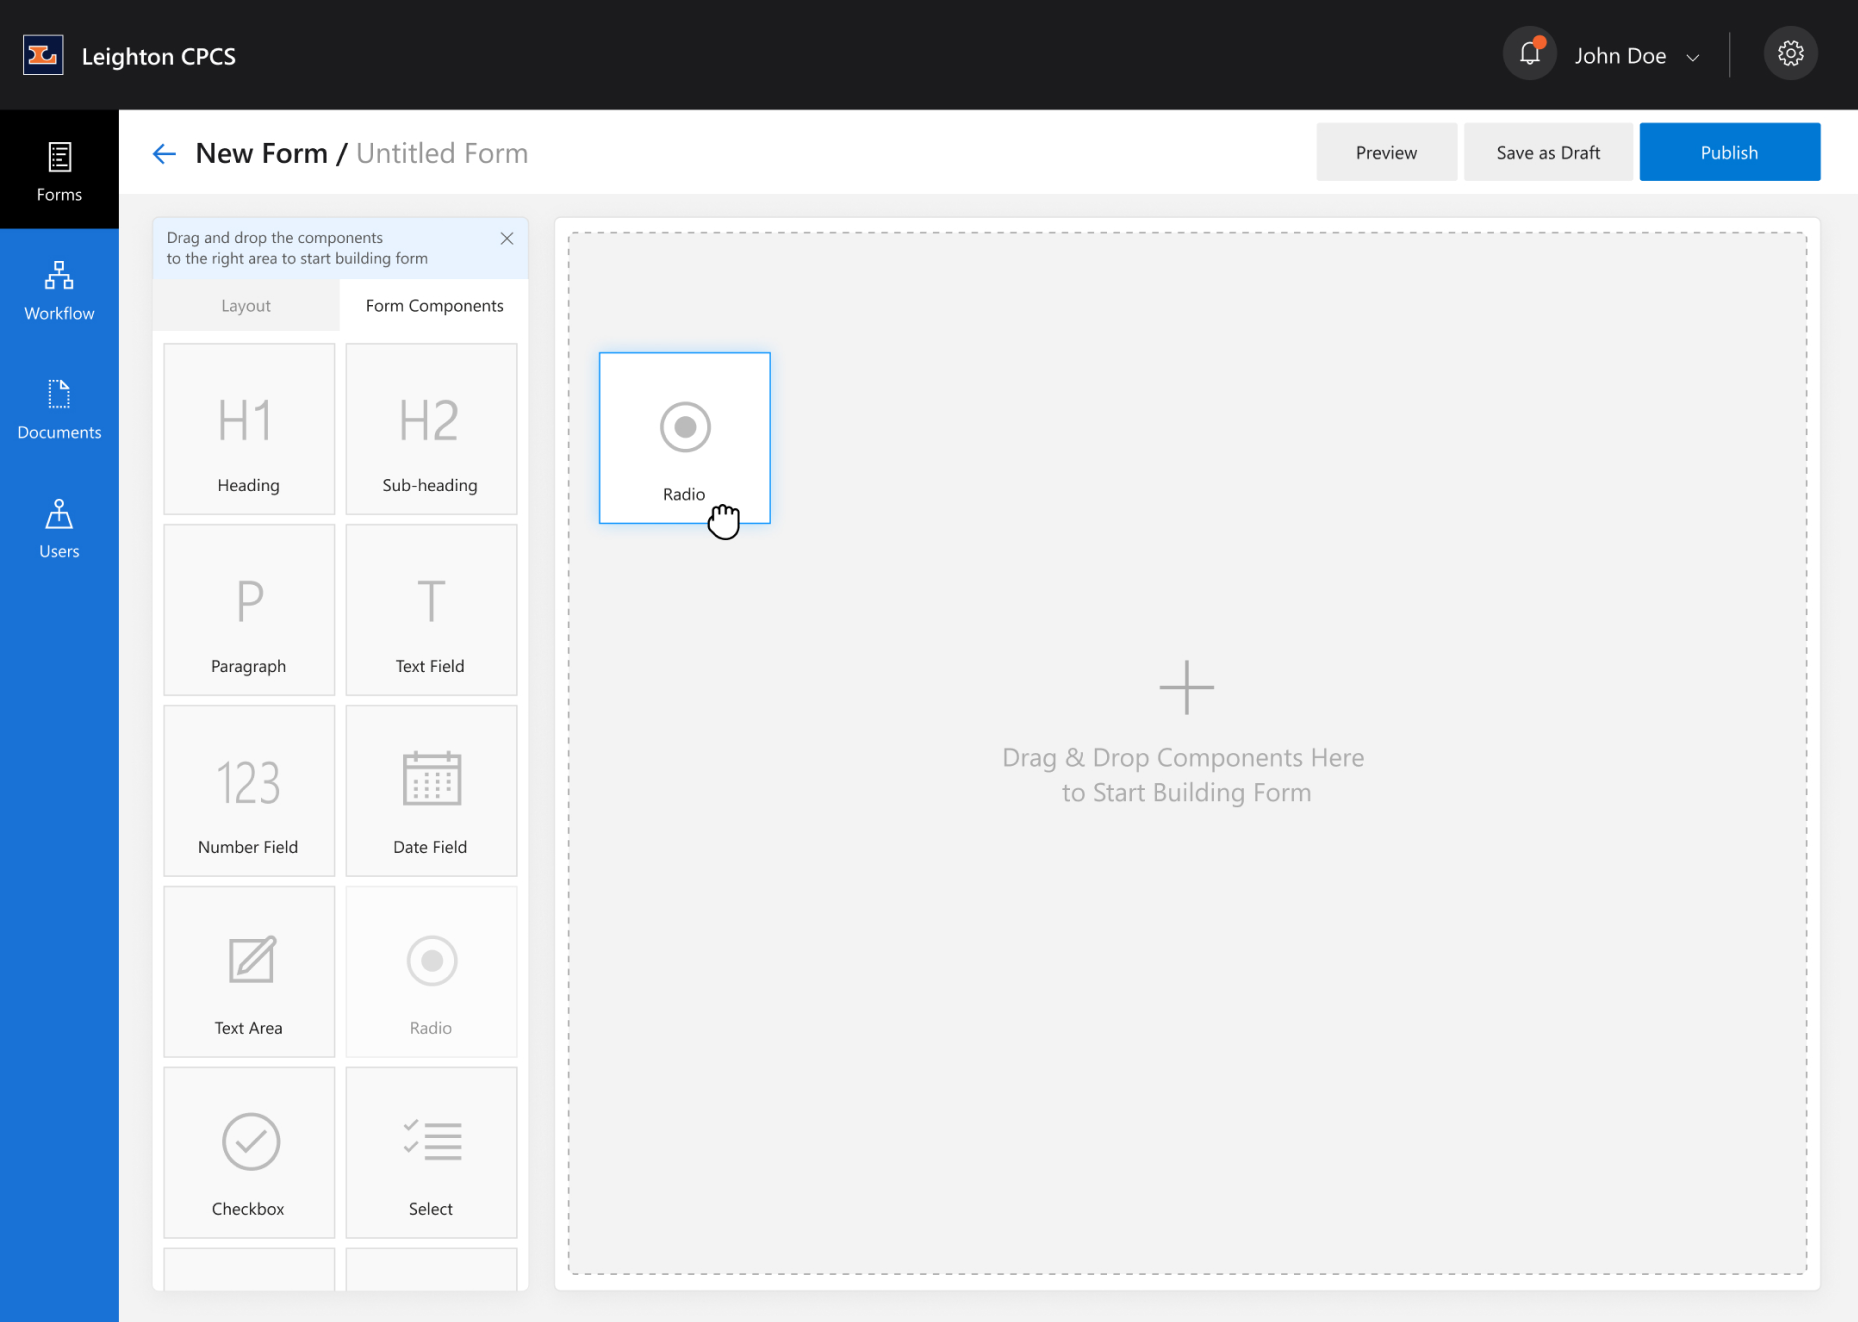 Leighton CPCS
John Doe
Forms
Workflow
Documents
Users
New Form / Untitled Form
Preview
Save as Draft
Publish
Drag and drop the components
to the right area to start building form
Layout
Form Components
H1
Heading
H2
Sub-heading
P
Paragraph
T
Text Field
123
Number Field
Date Field
Text Area
Radio
Checkbox
Select
Radio
Drag & Drop Components Here
to Start Building Form